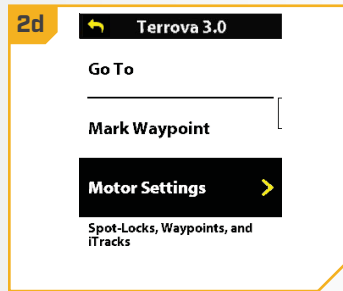 2d
Terrova 3.0
Go To
Mark Waypoint
Motor Settings
Spot-Locks, Waypoints, and
iTracks